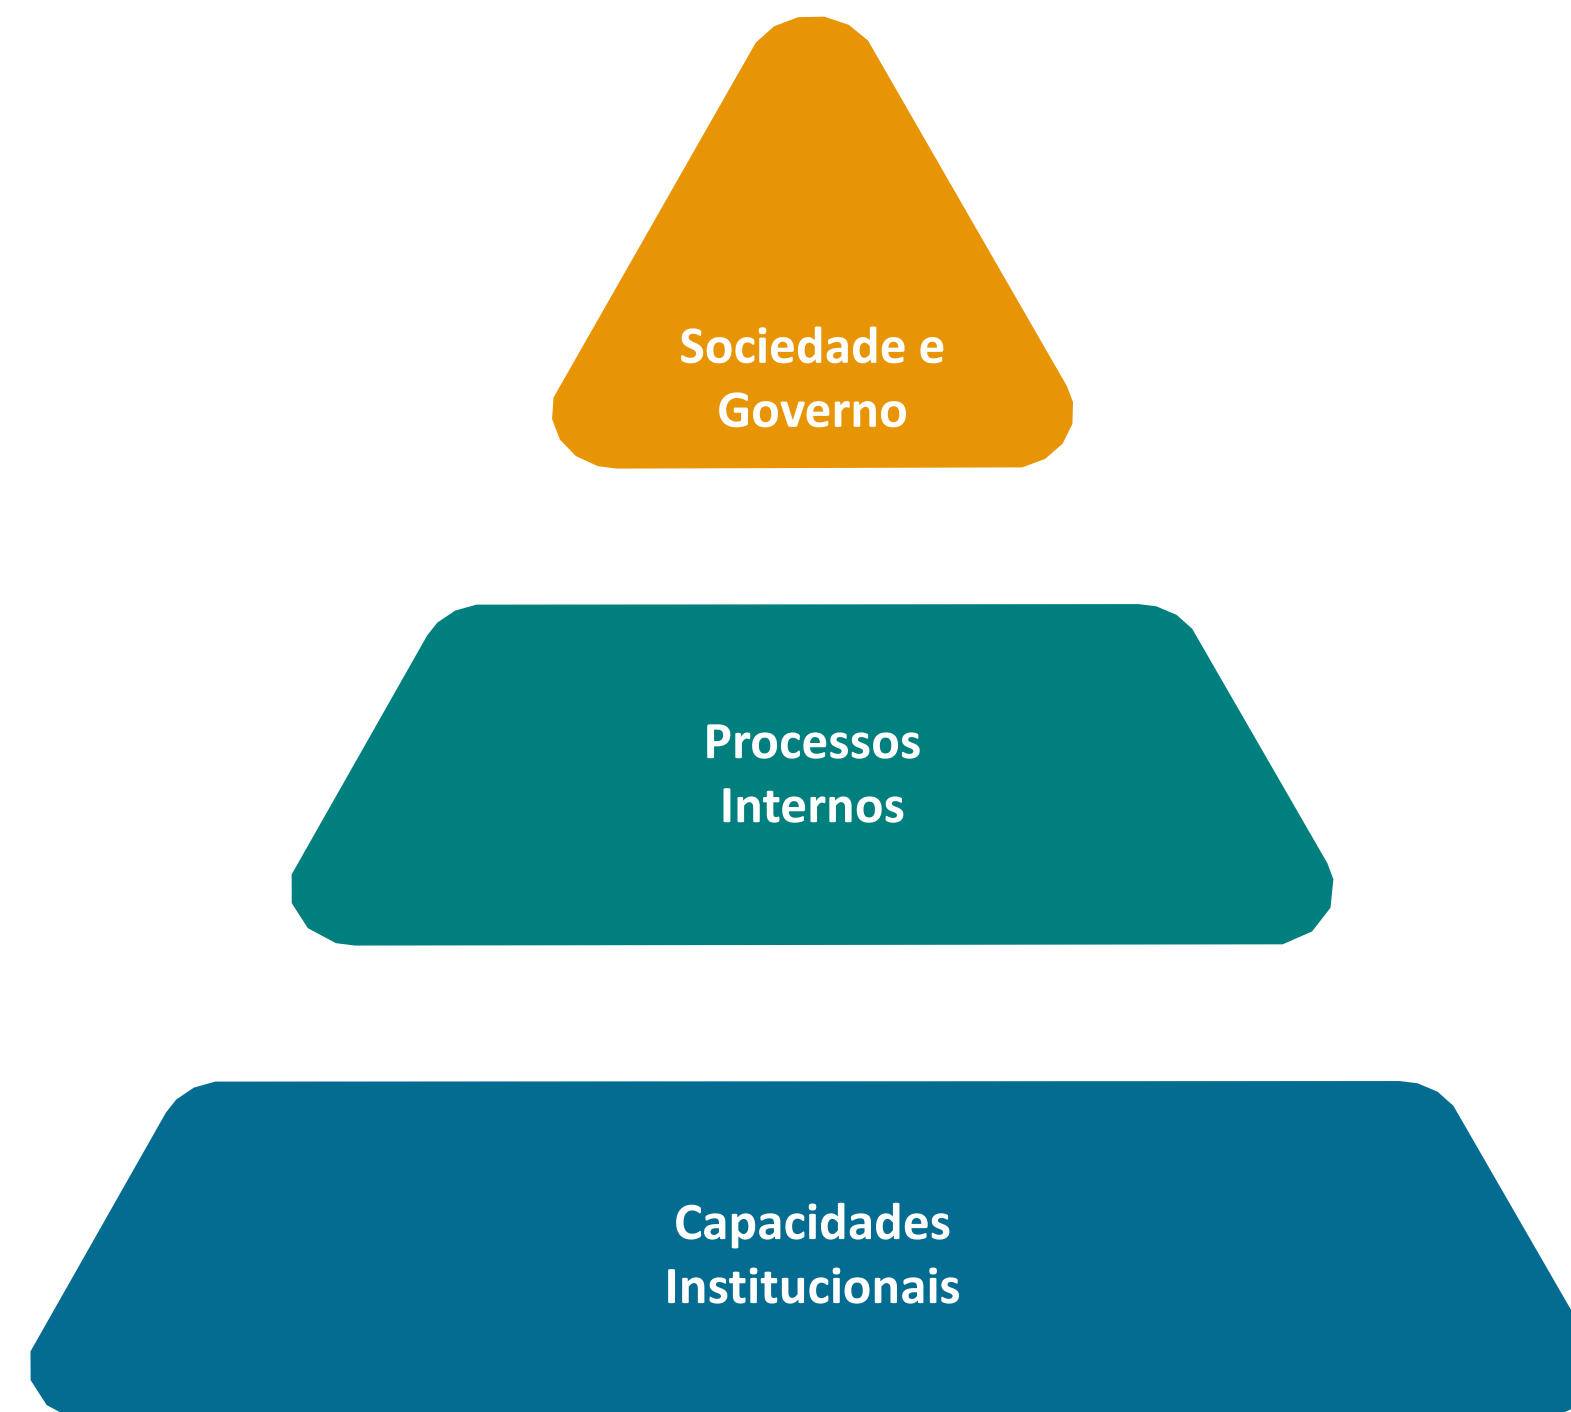 Sociedade e
Governo
Processos
Internos
Capacidades
Institucionais